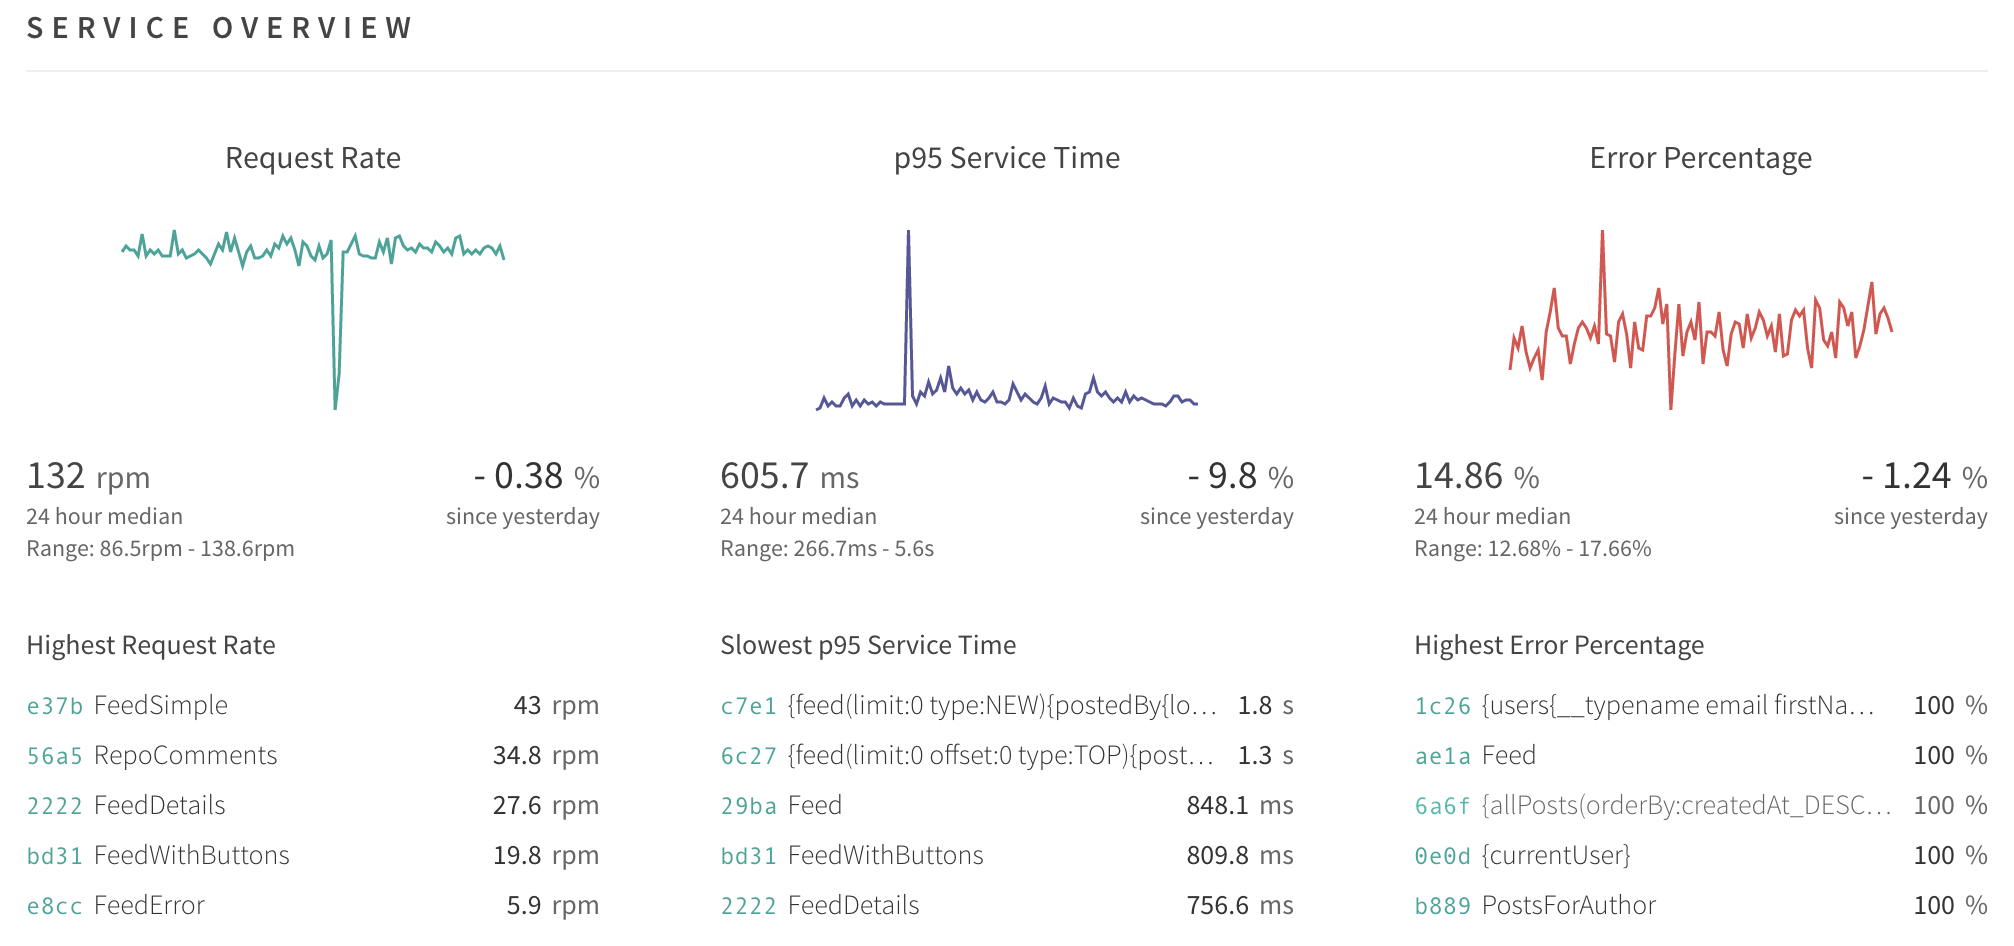 SERVICE OVERVIEW
Request Rate
132 rpm
- 0.38 %
24 hour median
since yesterday
Range: 86.5rpm - 138.6rpm
Highest Request Rate
e37b FeedSimple 43 rpm
56a5 RepoComments 34.8 rpm
2222 FeedDetails 27.6 rpm
bd31 FeedWithButtons 19.8 rpm
e8cc FeedError 5.9 rpm
p95 Service Time
605.7 ms
- 9.8 %
24 hour median
since yesterday
Range: 266.7ms - 5.6s
Slowest p95 Service Time
c7e1 {feed(limit:0 type:NEW){postedBy{lo... 1.8 s
6c27 {feed(limit:0 offset:0 type:TOP){post... 1.3 s
29ba Feed 848.1 ms
bd31 FeedWithButtons 809.8 ms
2222 FeedDetails 756.6 ms
Error Percentage
14.86 %
- 1.24 %
24 hour median
since yesterday
Range: 12.68% - 17.66%
Highest Error Percentage
1c26 {users{__typename email firstNa... 100 %
ae1a Feed 100 %
6a6f {allPosts(orderBy:createdAt_DESC... 100 %
0e0d {currentUser} 100 %
b889 PostsForAuthor 100 %